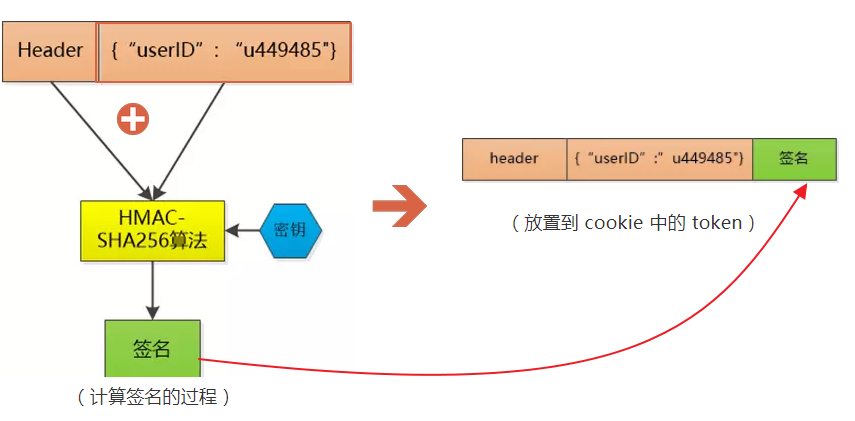 Header
{“userID”: “u449485"}
HMAC-
SHA256算法
密钥
签名
（计算签名的过程）
header
{“userID”:”u449485"}
签名
（放置到 cookie 中的 token）